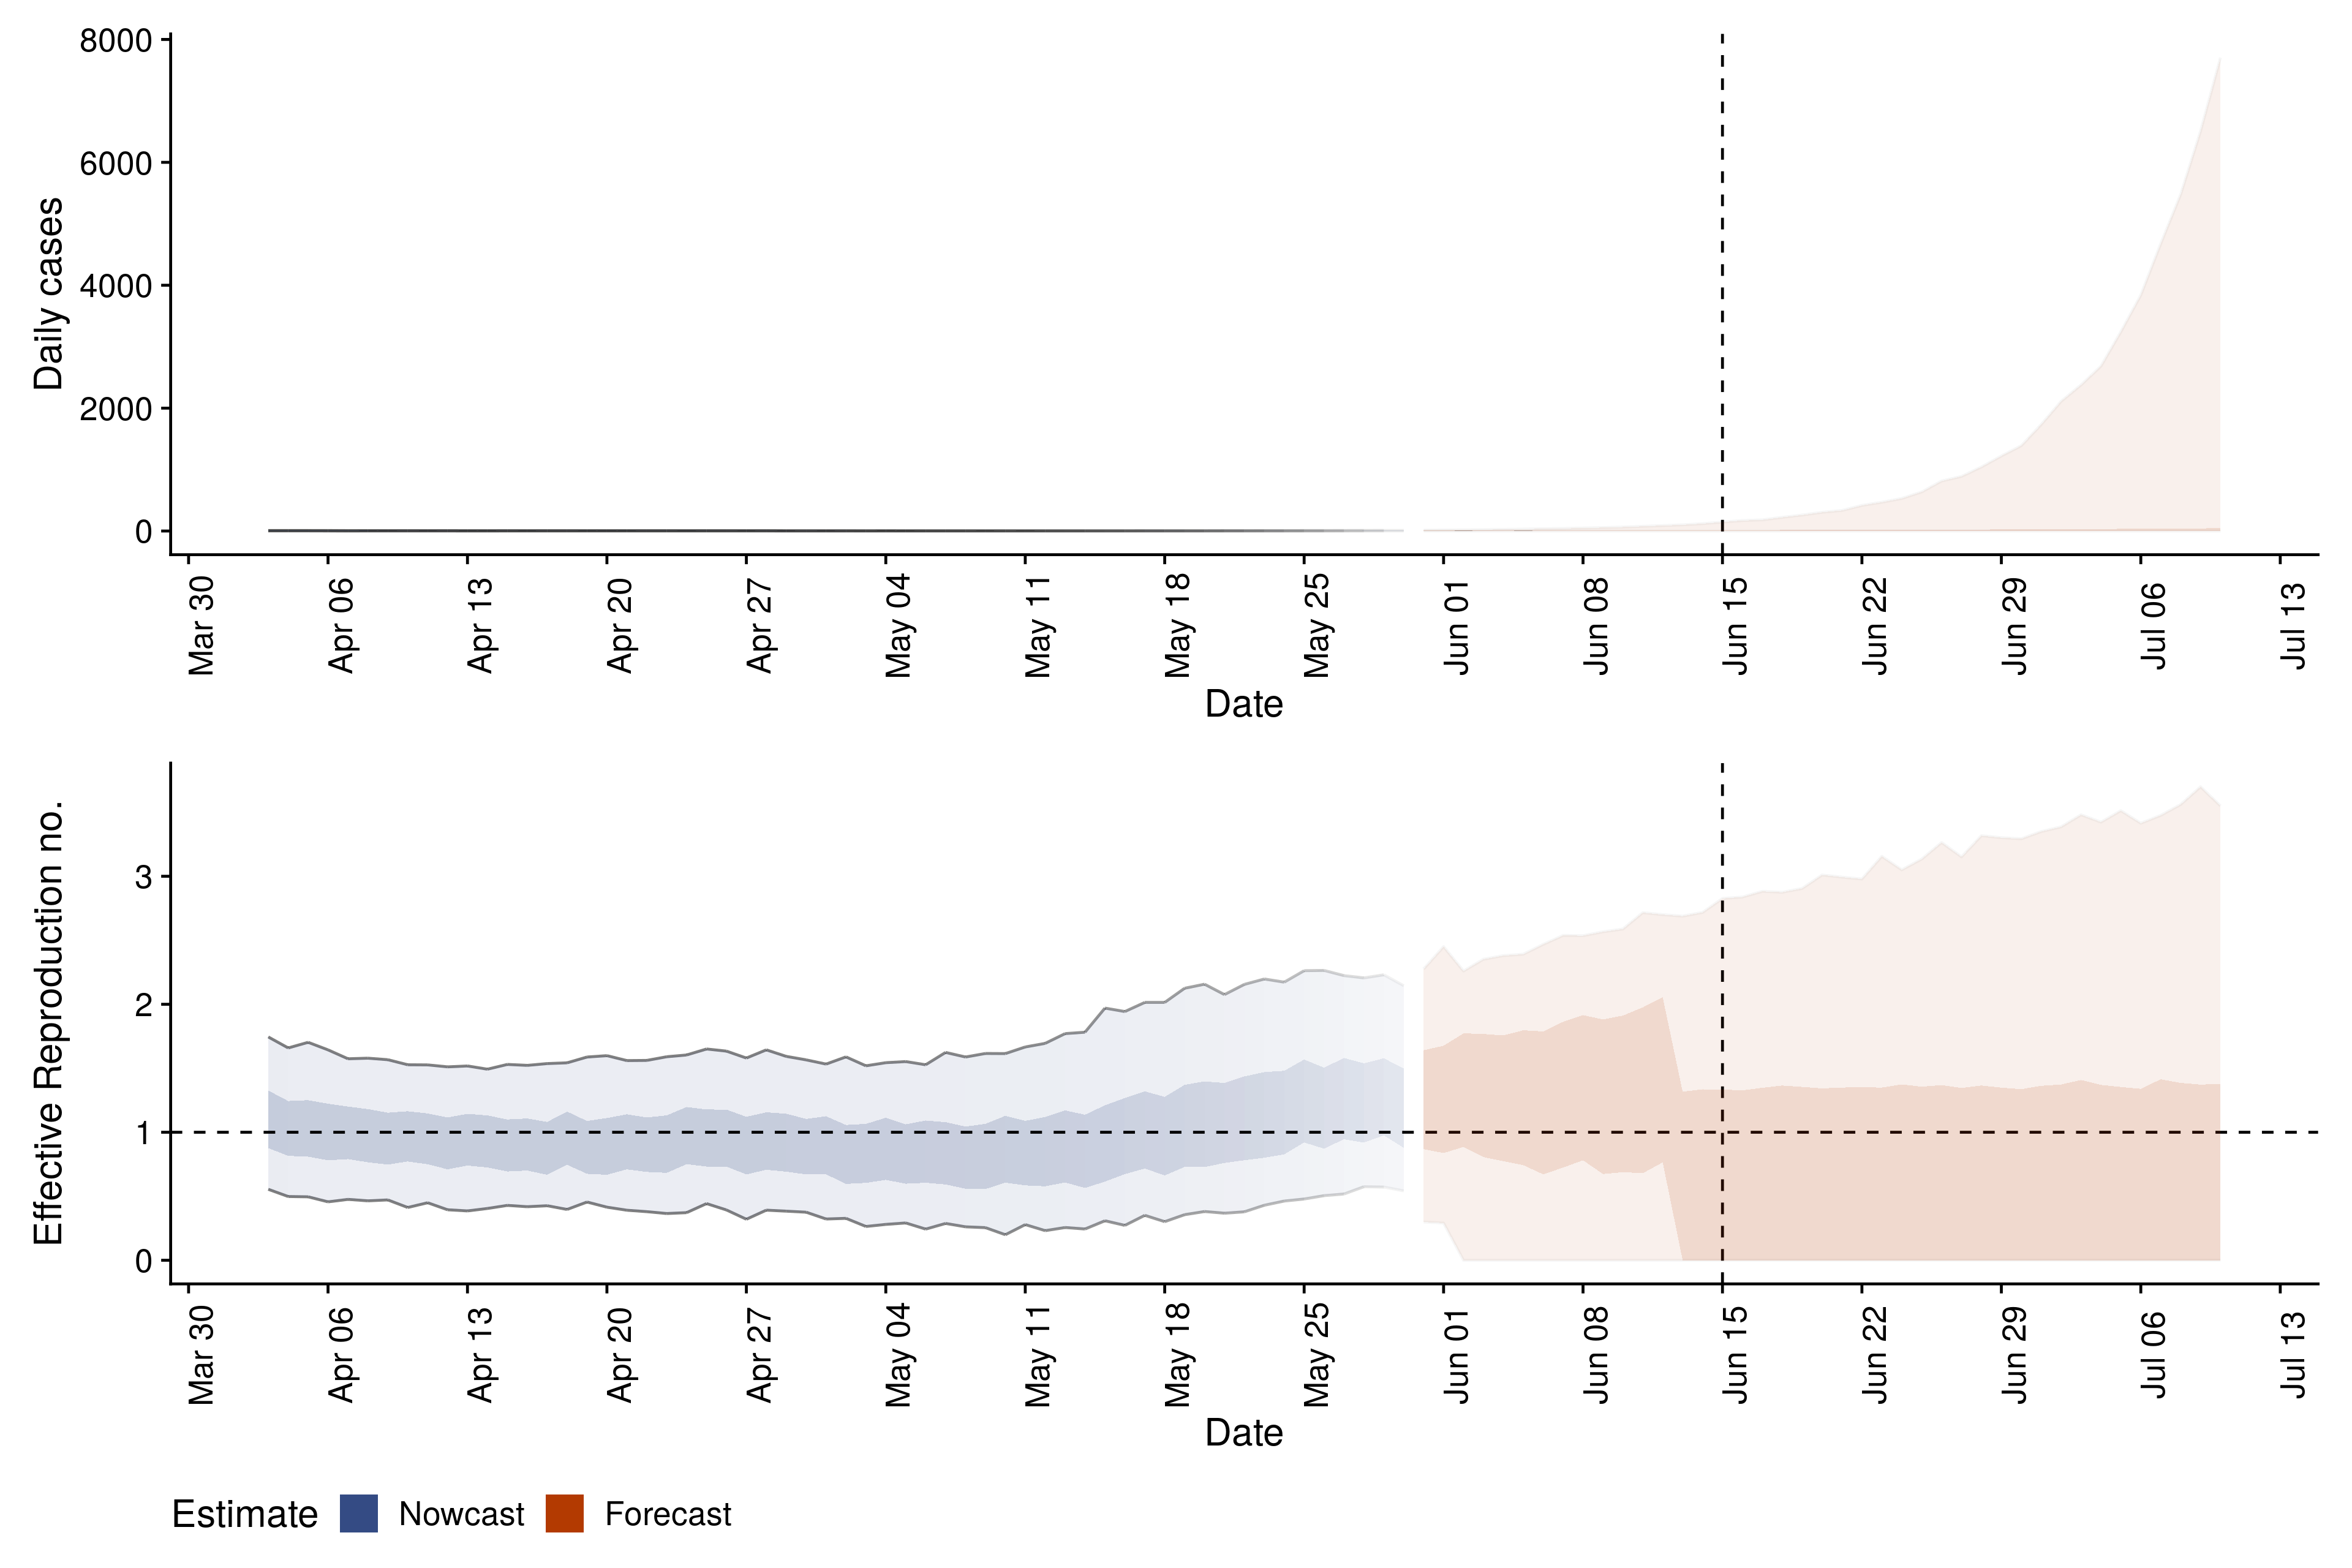 8000
6000
4000
2000
0
Daily cases
Mar 30 Apr 06 Apr 13 Apr 20 Apr 27 May 04 May 11 May 18 May 25 Jun 01 Jun 08 Jun 15 Jun 22 Jun 29 Jul 06 Jul 13
Date
3
2
1
0
Effective Reproduction no.
Mar 30 Apr 06 Apr 13 Apr 20 Apr 27 May 04 May 11 May 18 May 25 Jun 01 Jun 08 Jun 15 Jun 22 Jun 29 Jul 06 Jul 13
Date
Estimate Nowcast Forecast